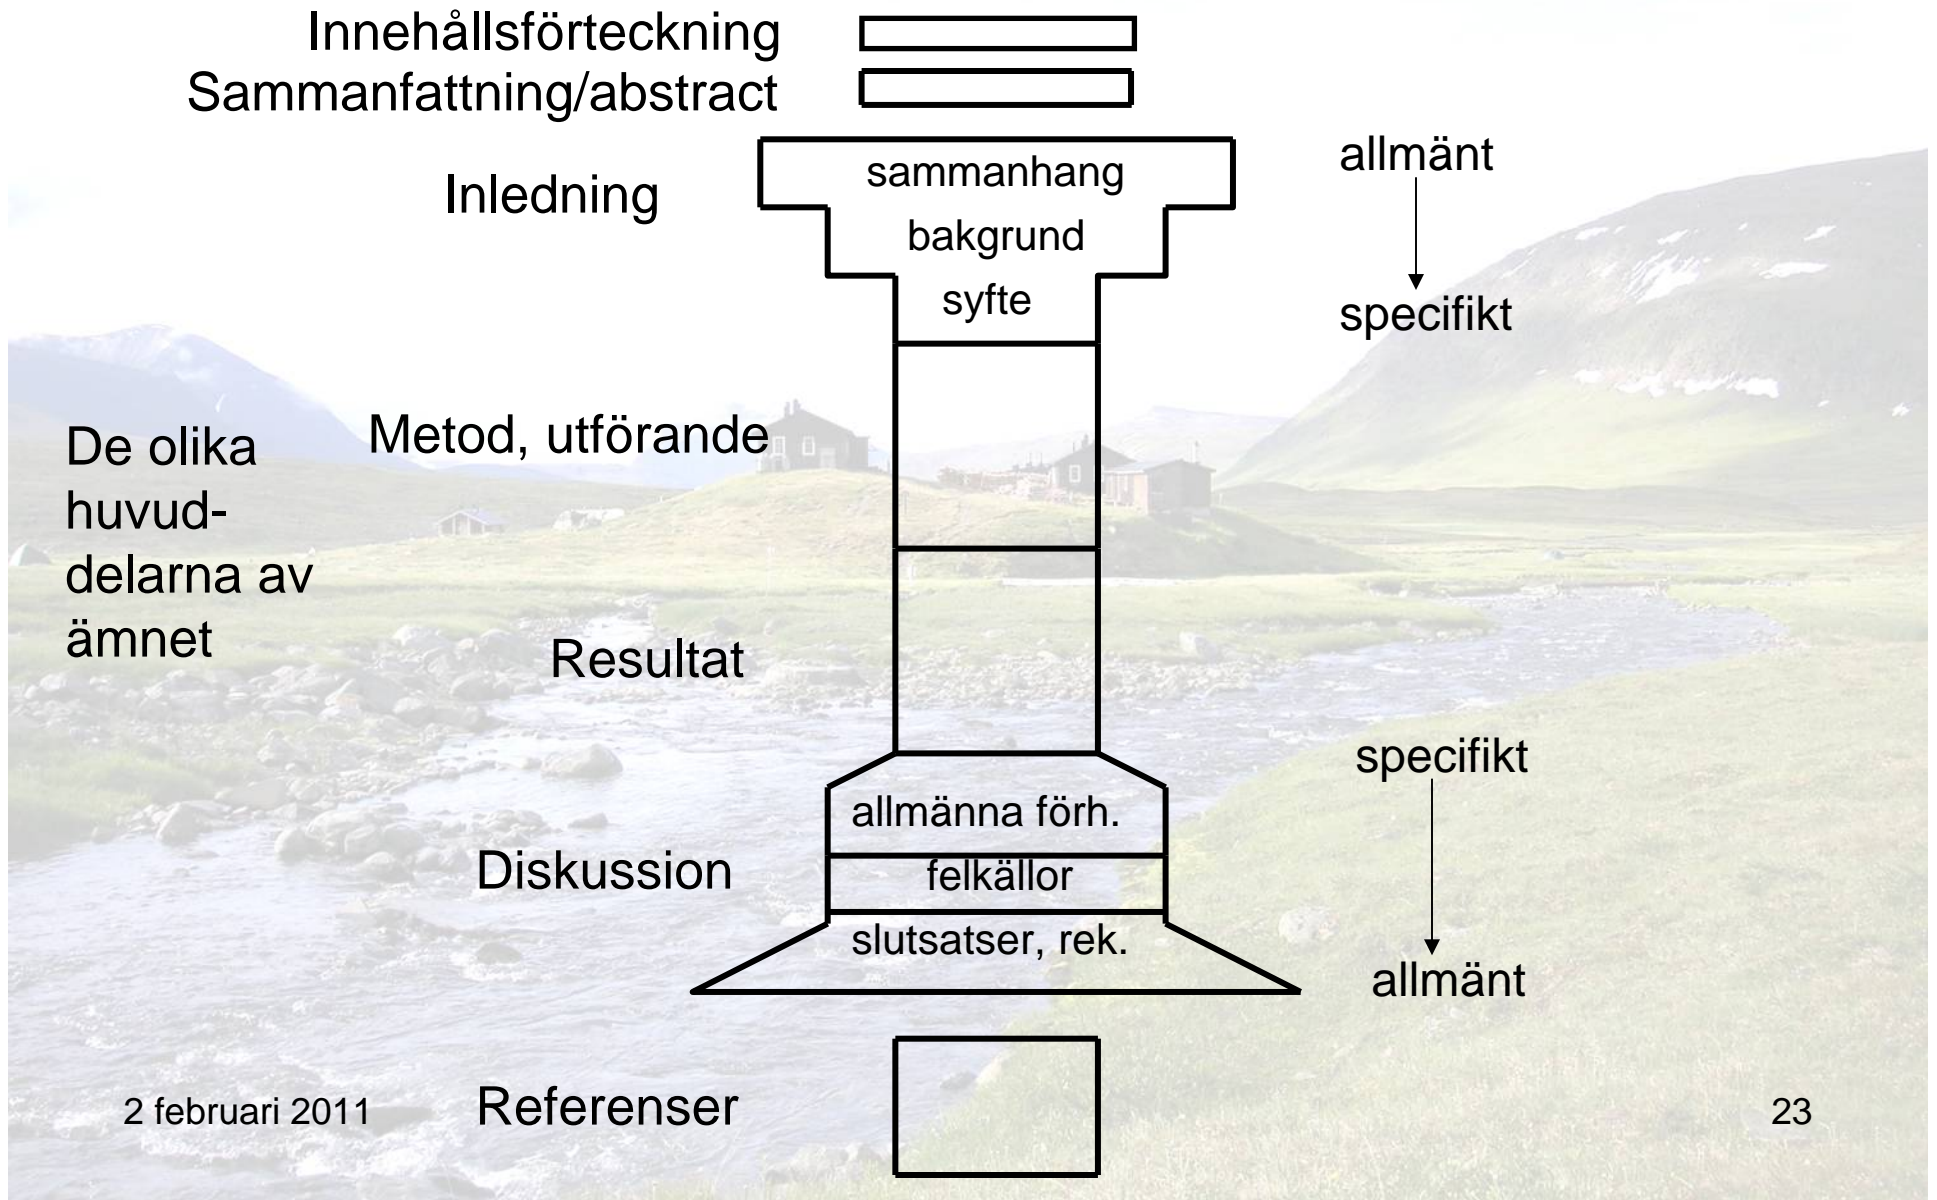 Innehållsförteckning
Sammanfattning/abstract
Inledning
sammanhang
bakgrund
syfte
allmänt
specifikt
De olika
huvud-
delarna av
ämnet
Metod, utförande
Resultat
Diskussion
allmänna förh.
felkällor
slutsatser, rek.
specifikt
allmänt
Referenser
2 februari 2011
23